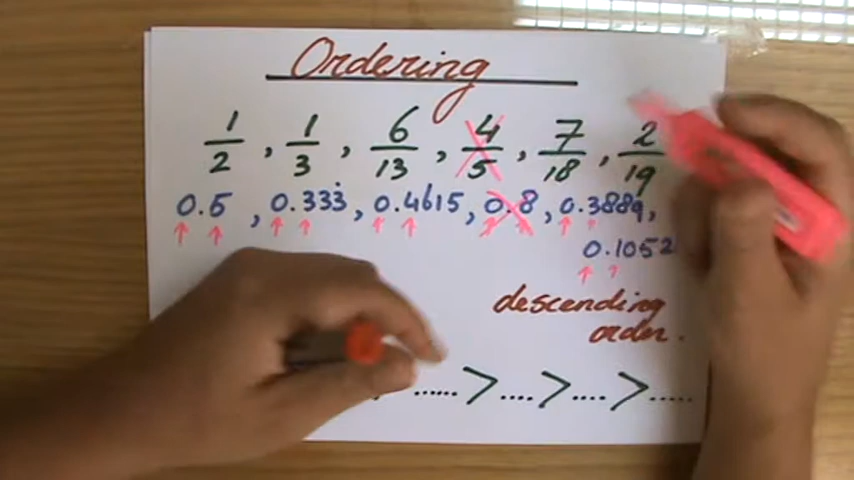 Ordering
1/2 , 1/3 , 6/13 , 4/5 , 7/18 , 2/19
0.5 , 0.333̇ , 0.4615 , 0.8 , 0.3889 ,
0.1052
descending
order.
...... > .... > .... > .....